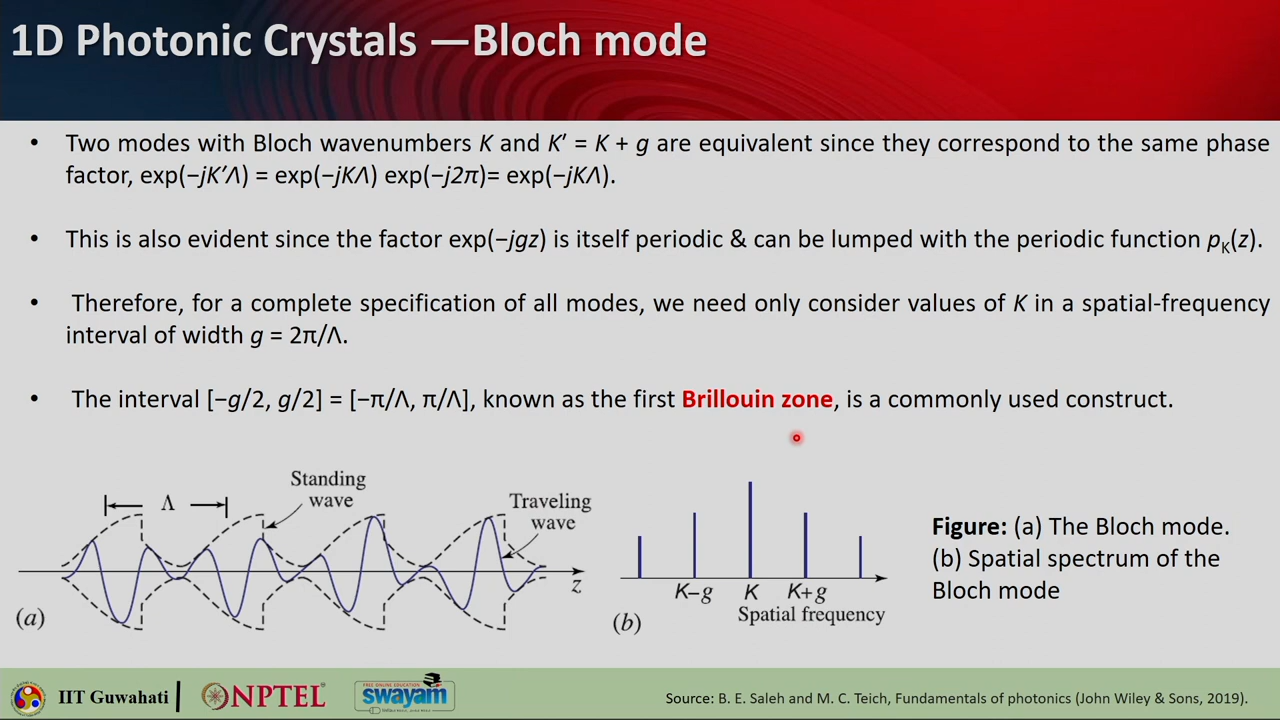 1D Photonic Crystals —Bloch mode
• Two modes with Bloch wavenumbers K and K′ = K + g are equivalent since they correspond to the same phase
factor, exp(−jK′Λ) = exp(−jKΛ) exp(−j2π)= exp(−jKΛ).
• This is also evident since the factor exp(−jgz) is itself periodic & can be lumped with the periodic function pK(z).
• Therefore, for a complete specification of all modes, we need only consider values of K in a spatial-frequency
interval of width g = 2π/Λ.
• The interval [−g/2, g/2] = [−π/Λ, π/Λ], known as the first Brillouin zone, is a commonly used construct.
Λ
Standing
wave
Traveling
wave
z
(a)
K−g K K+g
Spatial frequency
(b)
Figure: (a) The Bloch mode.
(b) Spatial spectrum of the
Bloch mode
IIT Guwahati
NPTEL
FREE ONLINE EDUCATION
swayam
Source: B. E. Saleh and M. C. Teich, Fundamentals of photonics (John Wiley & Sons, 2019).